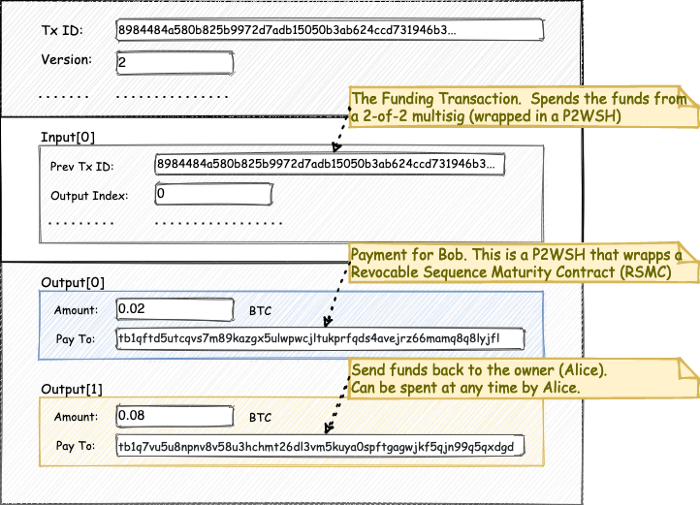 Tx ID: 8984484a580b825b9972d7adb15050b3ab624ccd731946b3...
Version: 2
....... ...............
The Funding Transaction. Spends the funds from
a 2-of-2 multisig (wrapped in a P2WSH)
Input[0]
Prev Tx ID: 8984484a580b825b9972d7adb15050b3ab624ccd731946b3...
Output Index: 0
......... .................
Payment for Bob. This is a P2WSH that wrapps a
Revocable Sequence Maturity Contract (RSMC)
Output[0]
Amount: 0.02 BTC
Pay To: tb1qftd5utcqvs7m89kazgx5ulwpwcjltukprfqds4avejrz66mamq8q8lyjfl
Send funds back to the owner (Alice).
Can be spent at any time by Alice.
Output[1]
Amount: 0.08 BTC
Pay To: tb1q7vu5u8npnv8v58u3hchmt26dl3vm5kuya0spftgagwjkf5qjn99q5qxdgd